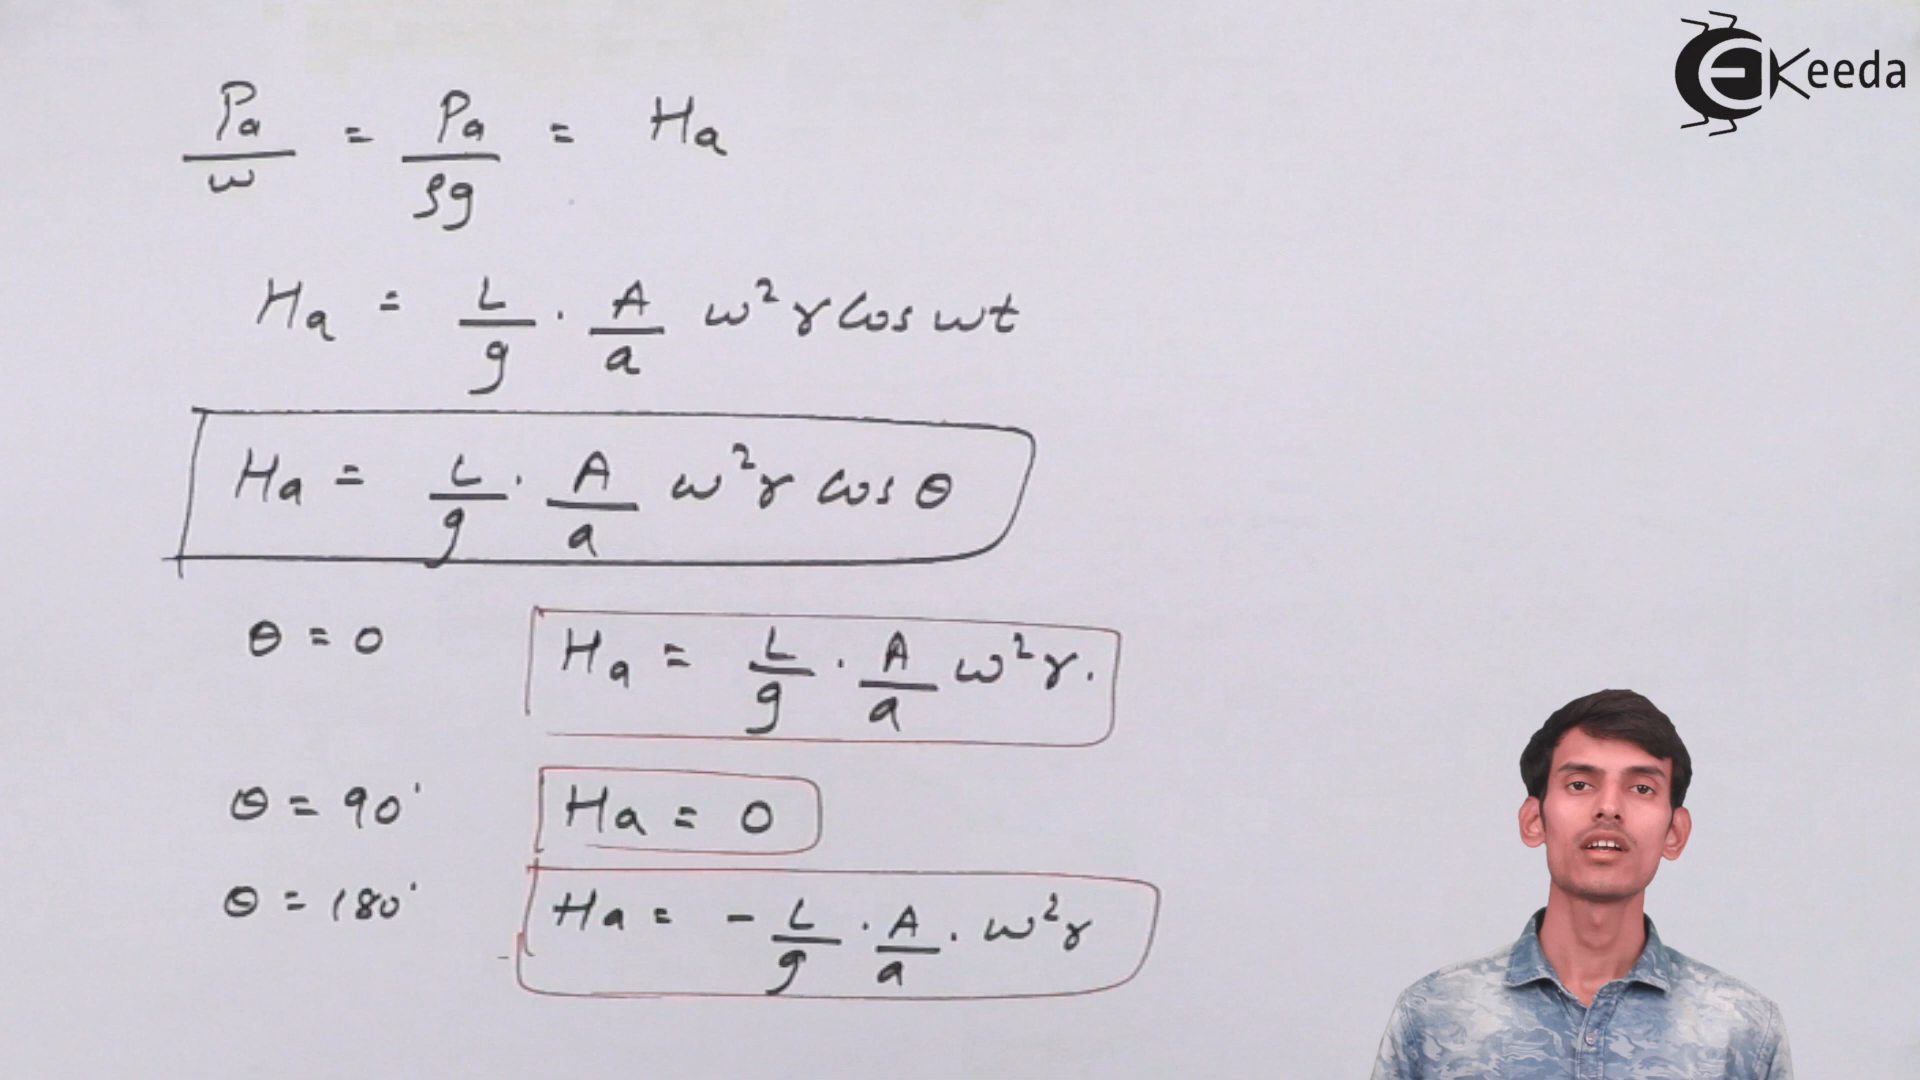 EKeeda
Pa/w = Pa/ρg = Ha
Ha = L/g · A/a ω²r cos ωt
Ha = L/g · A/a ω²r cos θ
θ = 0 Ha = L/g · A/a ω²r.
θ = 90° Ha = 0
θ = 180° Ha = - L/g · A/a · ω²r